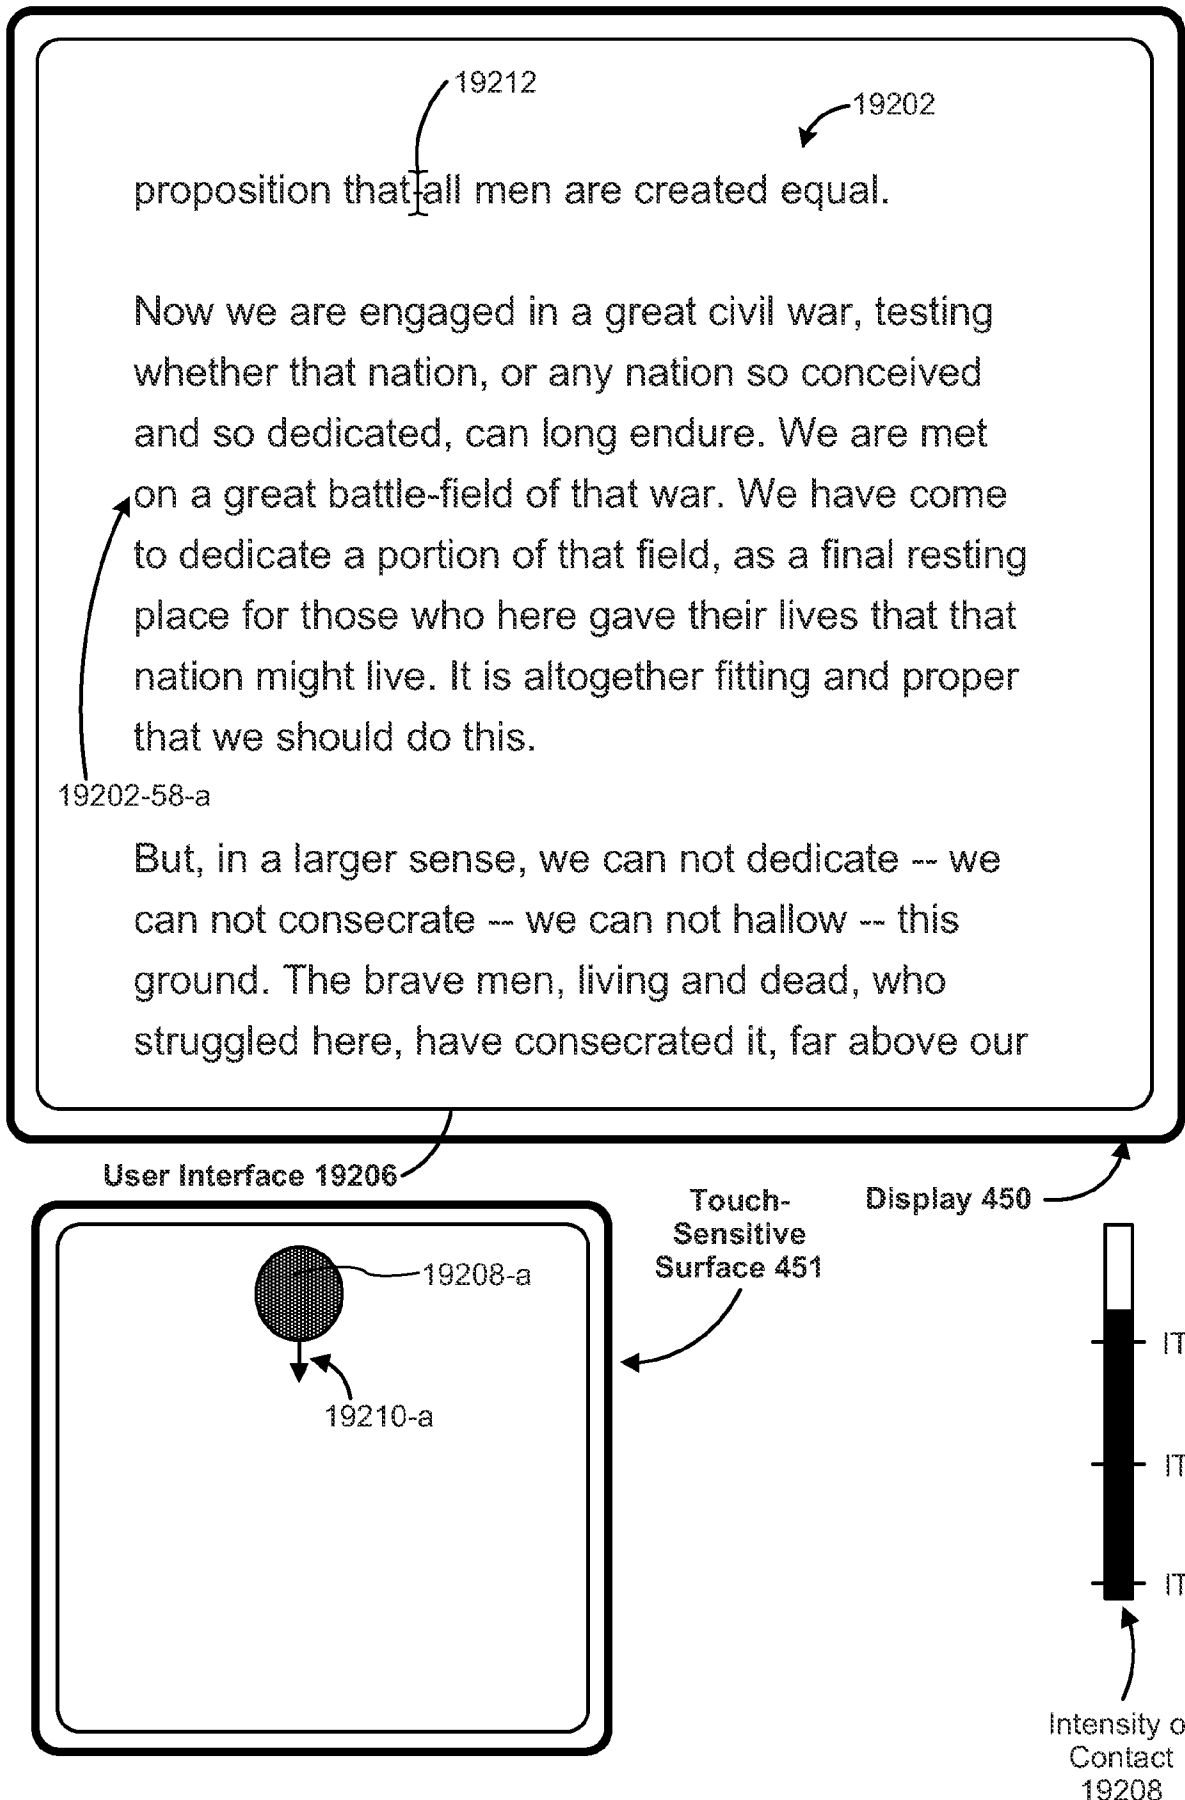 19212
19202
proposition that all men are created equal.
Now we are engaged in a great civil war, testing
whether that nation, or any nation so conceived
and so dedicated, can long endure. We are met
on a great battle-field of that war. We have come
to dedicate a portion of that field, as a final resting
place for those who here gave their lives that that
nation might live. It is altogether fitting and proper
that we should do this.
19202-58-a
But, in a larger sense, we can not dedicate -- we
can not consecrate -- we can not hallow -- this
ground. The brave men, living and dead, who
struggled here, have consecrated it, far above our
User Interface 19206
Touch-
Sensitive
Surface 451
Display 450
19208-a
19210-a
IT
IT
IT
Intensity o
Contact
19208